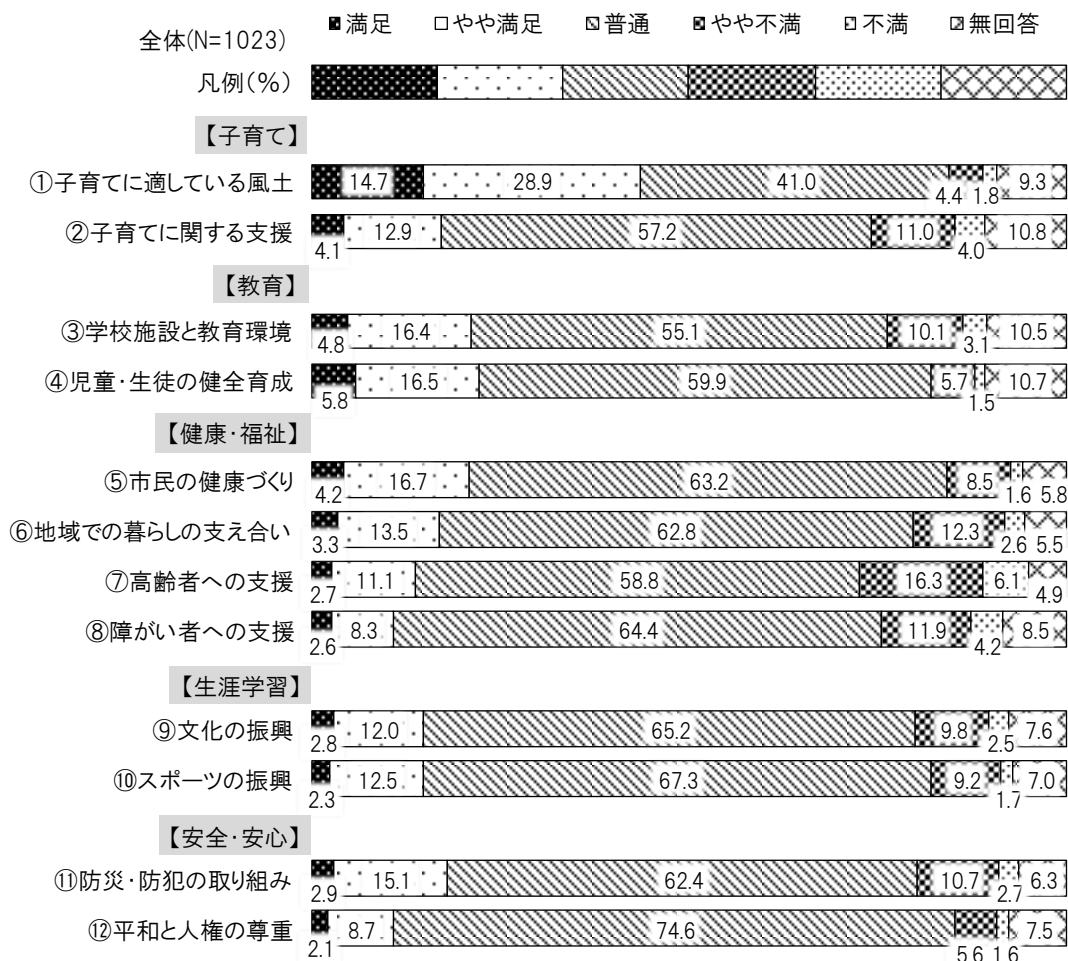 ■満足 □やや満足 普通 やや不満 不満 無回答
全体(N=1023)
凡例(%)
【子育て】
①子育てに適している風土 14.7 28.9 41.0 4.4 1.8 9.3
②子育てに関する支援 4.1 12.9 57.2 11.0 4.0 10.8
【教育】
③学校施設と教育環境 4.8 16.4 55.1 10.1 3.1 10.5
④児童・生徒の健全育成 5.8 16.5 59.9 5.7 1.5 10.7
【健康・福祉】
⑤市民の健康づくり 4.2 16.7 63.2 8.5 1.6 5.8
⑥地域での暮らしの支え合い 3.3 13.5 62.8 12.3 2.6 5.5
⑦高齢者への支援 2.7 11.1 58.8 16.3 6.1 4.9
⑧障がい者への支援 2.6 8.3 64.4 11.9 4.2 8.5
【生涯学習】
⑨文化の振興 2.8 12.0 65.2 9.8 2.5 7.6
⑩スポーツの振興 2.3 12.5 67.3 9.2 1.7 7.0
【安全・安心】
⑪防災・防犯の取り組み 2.9 15.1 62.4 10.7 2.7 6.3
⑫平和と人権の尊重 2.1 8.7 74.6 5.6 1.6 7.5